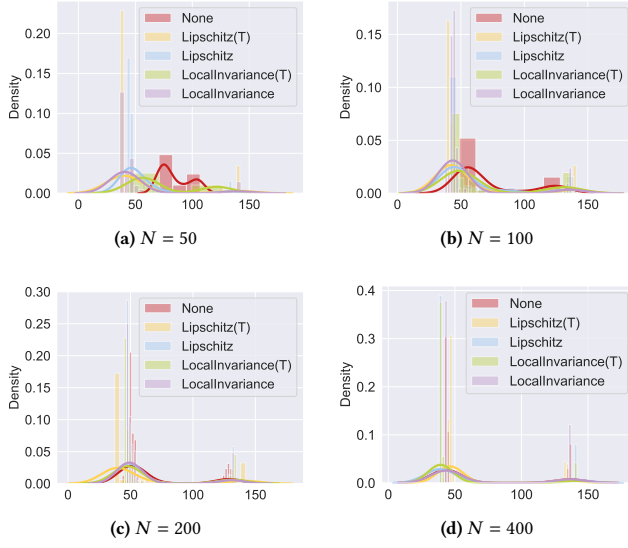 None
Lipschitz(T)
Lipschitz
LocalInvariance(T)
LocalInvariance
Density
0.20
0.15
0.10
0.05
0.00
0 50 100 150
(a) N = 50
None
Lipschitz(T)
Lipschitz
LocalInvariance(T)
LocalInvariance
Density
0.15
0.10
0.05
0.00
0 50 100 150
(b) N = 100
None
Lipschitz(T)
Lipschitz
LocalInvariance(T)
LocalInvariance
Density
0.30
0.25
0.20
0.15
0.10
0.05
0.00
0 50 100 150
(c) N = 200
None
Lipschitz(T)
Lipschitz
LocalInvariance(T)
LocalInvariance
Density
0.4
0.3
0.2
0.1
0.0
0 50 100 150
(d) N = 400